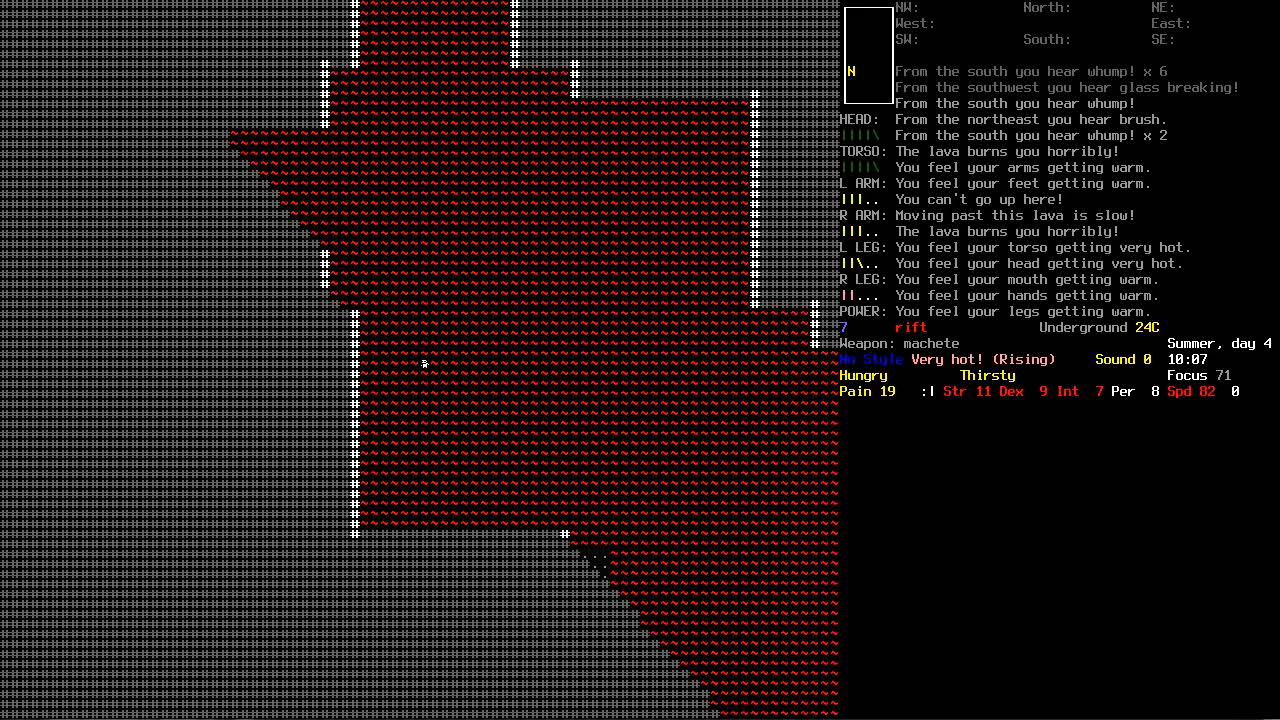 NW: North: NE:
West: East:
SW: South: SE:
N From the south you hear whump! x 6
From the southwest you hear glass breaking!
From the south you hear whump!
HEAD: From the northeast you hear brush.
||||\ From the south you hear whump! x 2
TORSO: The lava burns you horribly!
||||\ You feel your arms getting warm.
L ARM: You feel your feet getting warm.
|||.. You can't go up here!
R ARM: Moving past this lava is slow!
|||.. The lava burns you horribly!
L LEG: You feel your torso getting very hot.
||\.. You feel your head getting very hot.
R LEG: You feel your mouth getting warm.
||... You feel your hands getting warm.
POWER: You feel your legs getting warm.
7 rift Underground 24C
Weapon: machete Summer, day 4
No Style Very hot! (Rising) Sound 0 10:07
Hungry Thirsty Focus 71
Pain 19 :| Str 11 Dex 9 Int 7 Per 8 Spd 82 0